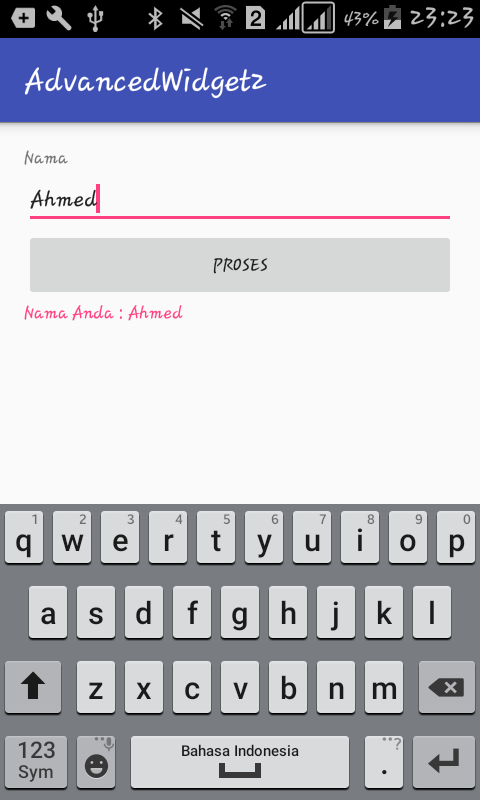 2 43% 23:23
AdvancedWidget2
Nama
Ahmed
PROSES
Nama Anda : Ahmed
1 2 3 4 5 6 7 8 9 0
q w e r t y u i o p
a s d f g h j k l
z x c v b n m
123 Sym Bahasa Indonesia . ?